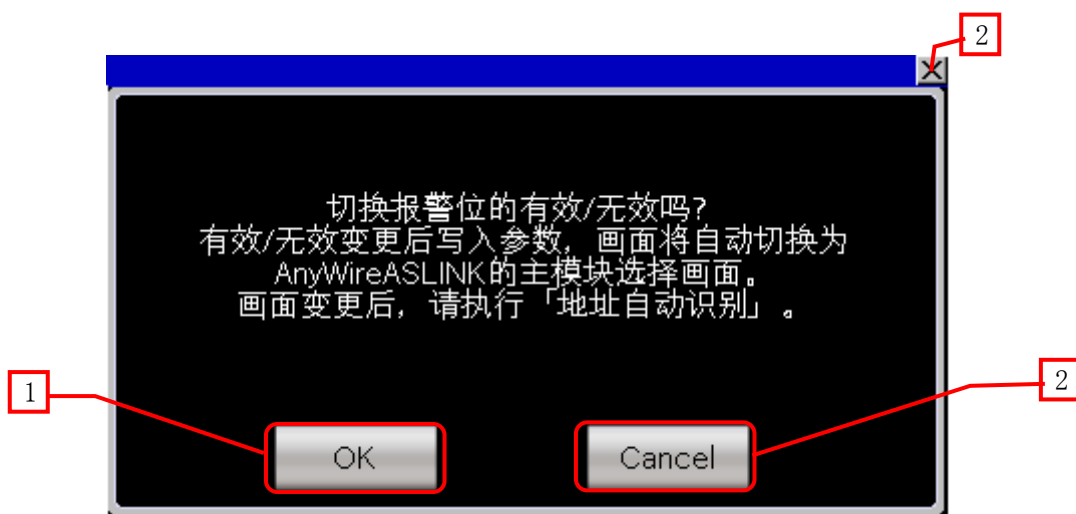 2
切换报警位的有效/无效吗?
有效/无效变更后写入参数，画面将自动切换为
AnyWireASLINK的主模块选择画面。
画面变更后，请执行「地址自动识别」。
1
2
OK
Cancel